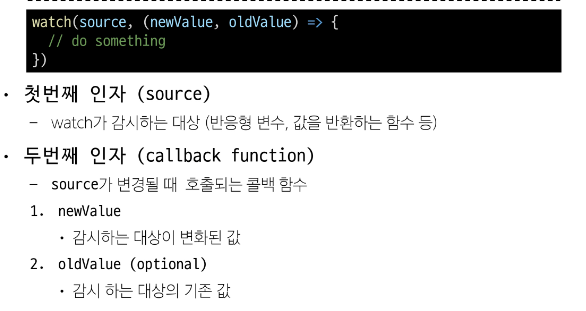 watch(source, (newValue, oldValue) => {
// do something
})
• 첫번째 인자 (source)
– watch가 감시하는 대상 (반응형 변수, 값을 반환하는 함수 등)
• 두번째 인자 (callback function)
– source가 변경될 때 호출되는 콜백 함수
1. newValue
• 감시하는 대상이 변화된 값
2. oldValue (optional)
• 감시 하는 대상의 기존 값